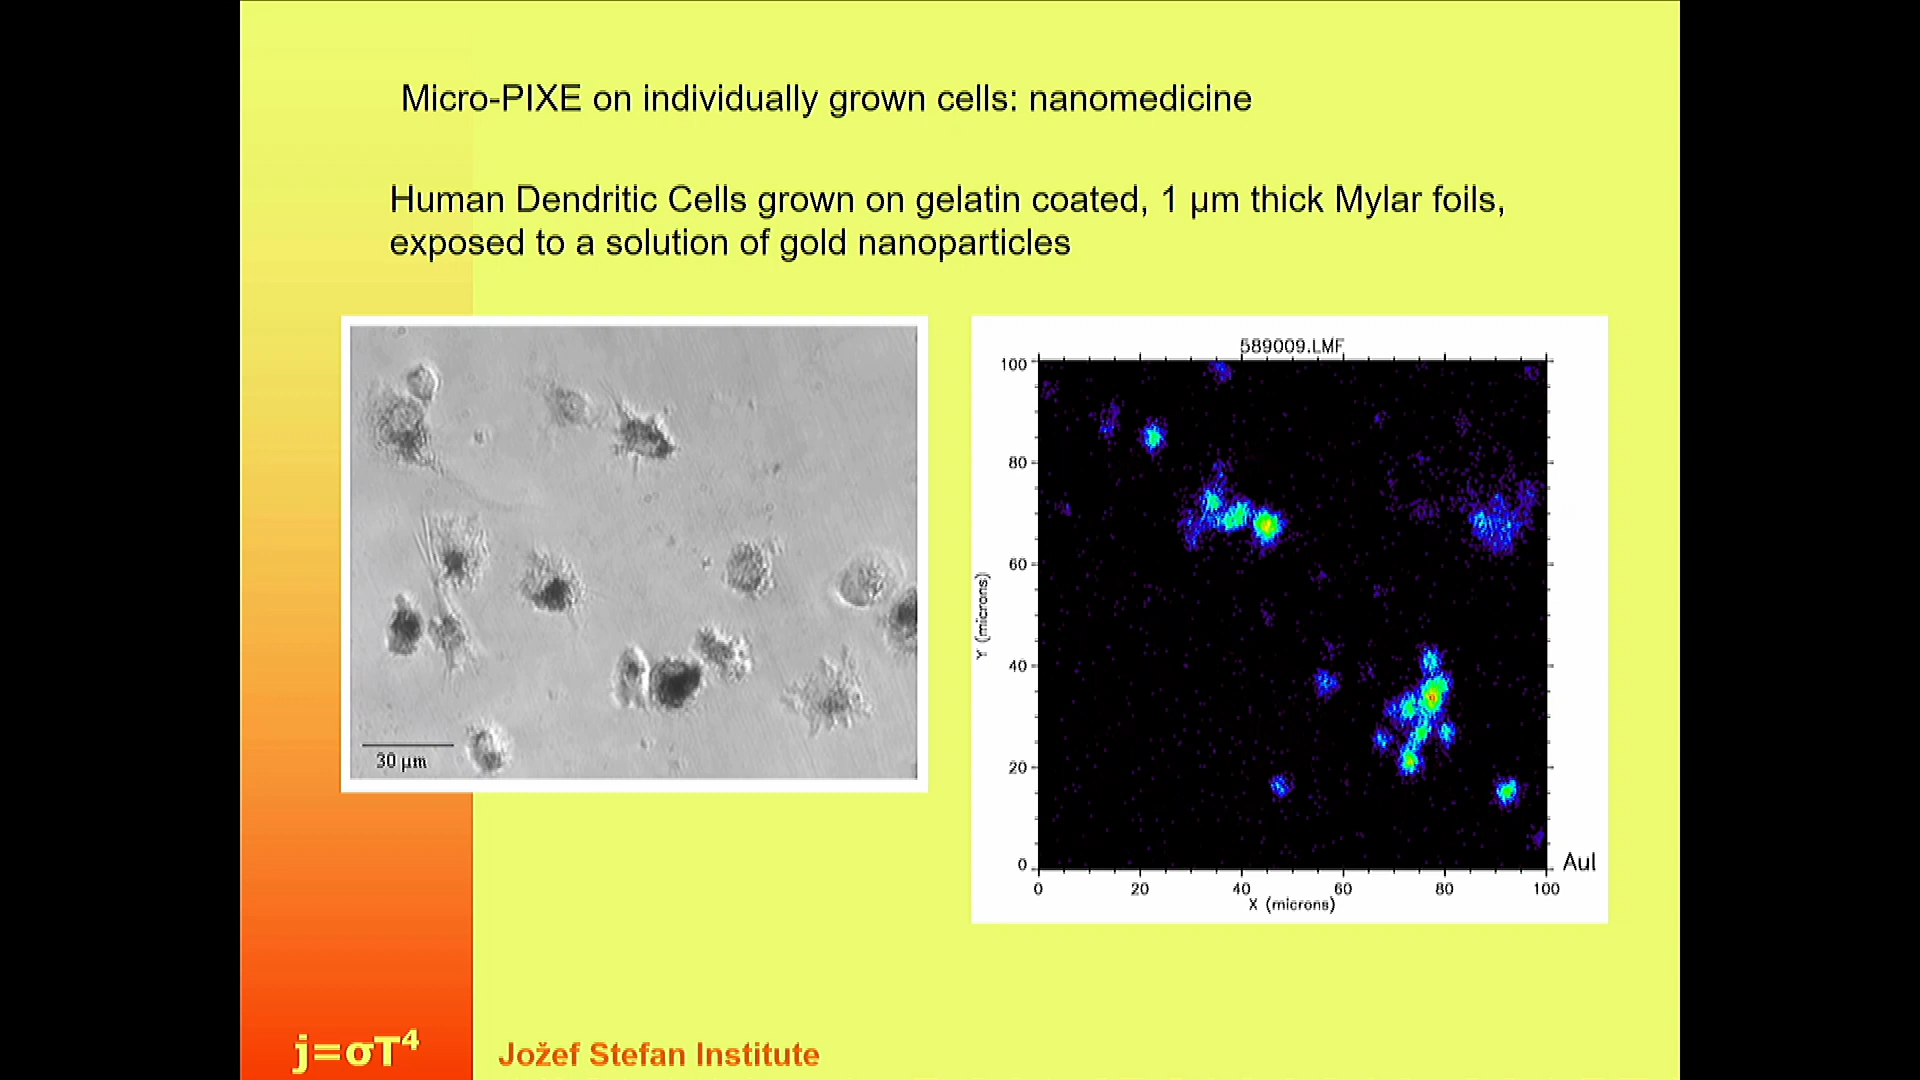 Micro-PIXE on individually grown cells: nanomedicine
Human Dendritic Cells grown on gelatin coated, 1 µm thick Mylar foils,
exposed to a solution of gold nanoparticles
30 µm
589009.LMF
100
80
60
40
20
0
Y (microns)
0 20 40 60 80 100
X (microns)
Aul
j=σT⁴
Jožef Stefan Institute